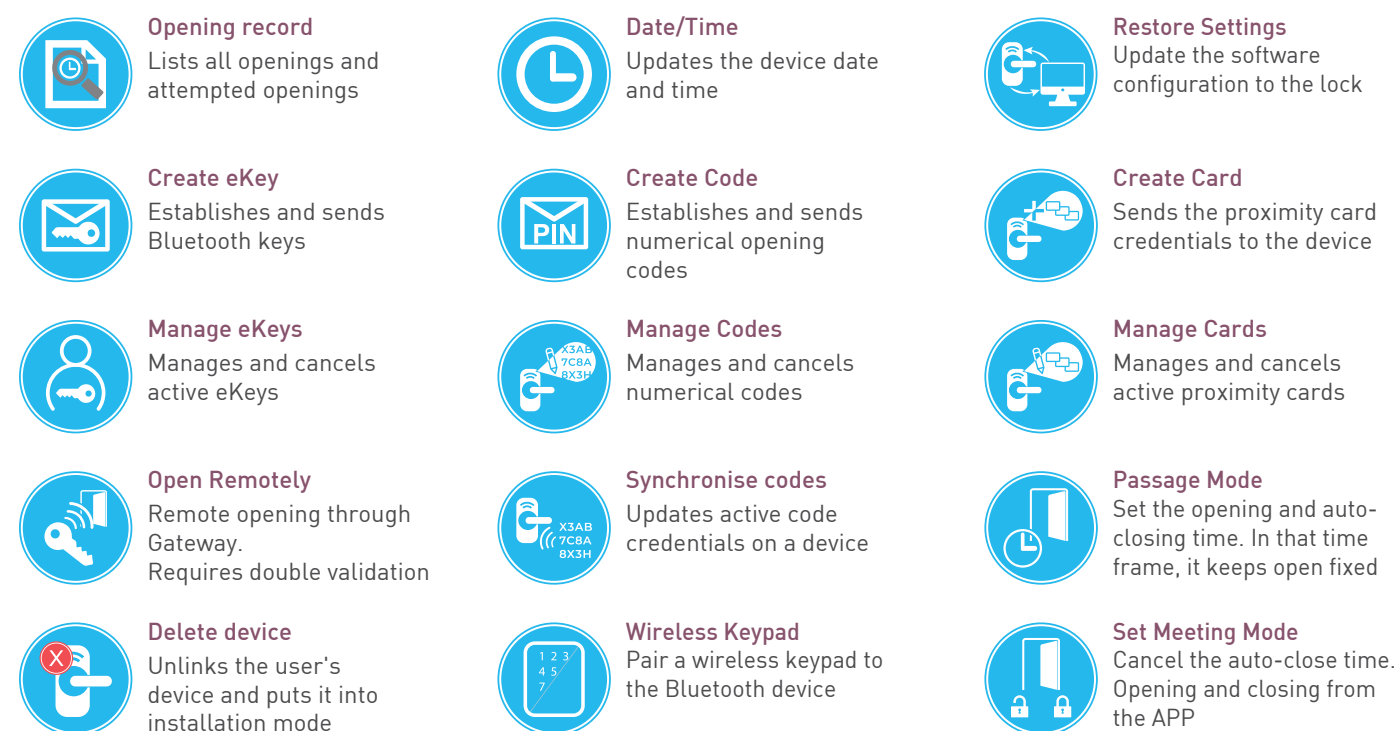 Opening record
Lists all openings and
attempted openings
Date/Time
Updates the device date
and time
Restore Settings
Update the software
configuration to the lock
Create eKey
Establishes and sends
Bluetooth keys
PIN
Create Code
Establishes and sends
numerical opening
codes
Create Card
Sends the proximity card
credentials to the device
Manage eKeys
Manages and cancels
active eKeys
X3AB
7C8A
8X3H
Manage Codes
Manages and cancels
numerical codes
Manage Cards
Manages and cancels
active proximity cards
Open Remotely
Remote opening through
Gateway.
Requires double validation
X3AB
7C8A
8X3H
Synchronise codes
Updates active code
credentials on a device
Passage Mode
Set the opening and auto-
closing time. In that time
frame, it keeps open fixed
X
Delete device
Unlinks the user's
device and puts it into
installation mode
1 2 3
4 5
7
Wireless Keypad
Pair a wireless keypad to
the Bluetooth device
Set Meeting Mode
Cancel the auto-close time.
Opening and closing from
the APP